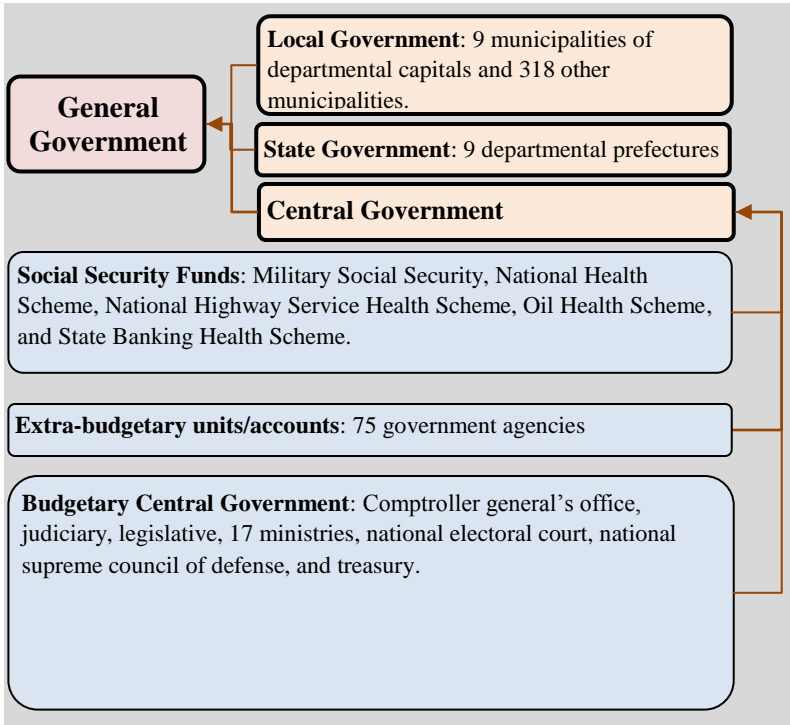 Local Government: 9 municipalities of
departmental capitals and 318 other
municipalities.
General
Government
State Government: 9 departmental prefectures
Central Government
Social Security Funds: Military Social Security, National Health
Scheme, National Highway Service Health Scheme, Oil Health Scheme,
and State Banking Health Scheme.
Extra-budgetary units/accounts: 75 government agencies
Budgetary Central Government: Comptroller general’s office,
judiciary, legislative, 17 ministries, national electoral court, national
supreme council of defense, and treasury.